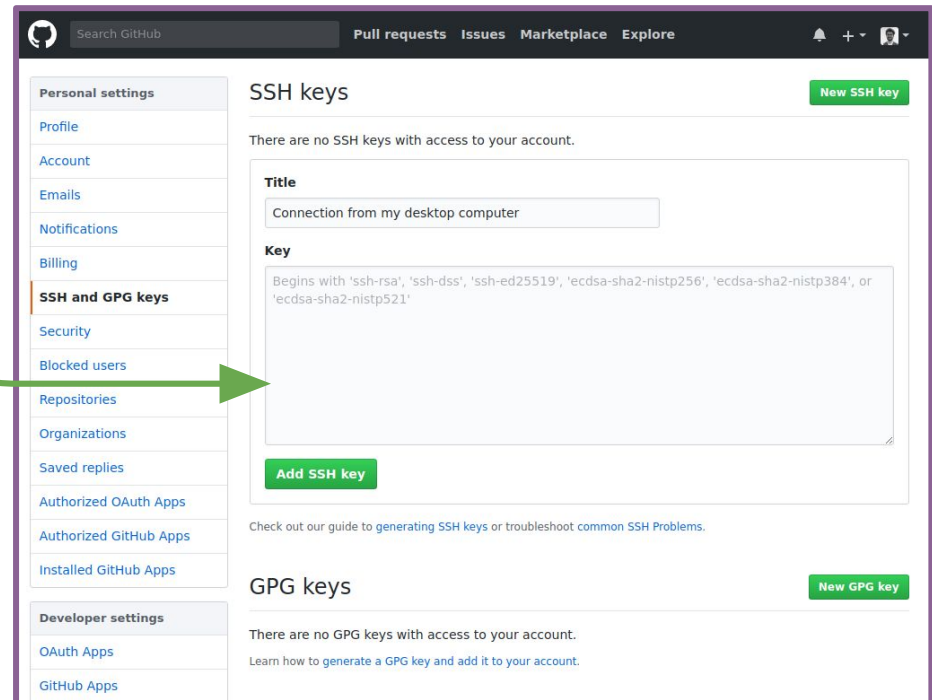 Search GitHub
Pull requests Issues Marketplace Explore
Personal settings
Profile
Account
Emails
Notifications
Billing
SSH and GPG keys
Security
Blocked users
Repositories
Organizations
Saved replies
Authorized OAuth Apps
Authorized GitHub Apps
Installed GitHub Apps
Developer settings
OAuth Apps
GitHub Apps
SSH keys
New SSH key
There are no SSH keys with access to your account.
Title
Connection from my desktop computer
Key
Begins with 'ssh-rsa', 'ssh-dss', 'ssh-ed25519', 'ecdsa-sha2-nistp256', 'ecdsa-sha2-nistp384', or
'ecdsa-sha2-nistp521'
Add SSH key
Check out our guide to generating SSH keys or troubleshoot common SSH Problems.
GPG keys
New GPG key
There are no GPG keys with access to your account.
Learn how to generate a GPG key and add it to your account.